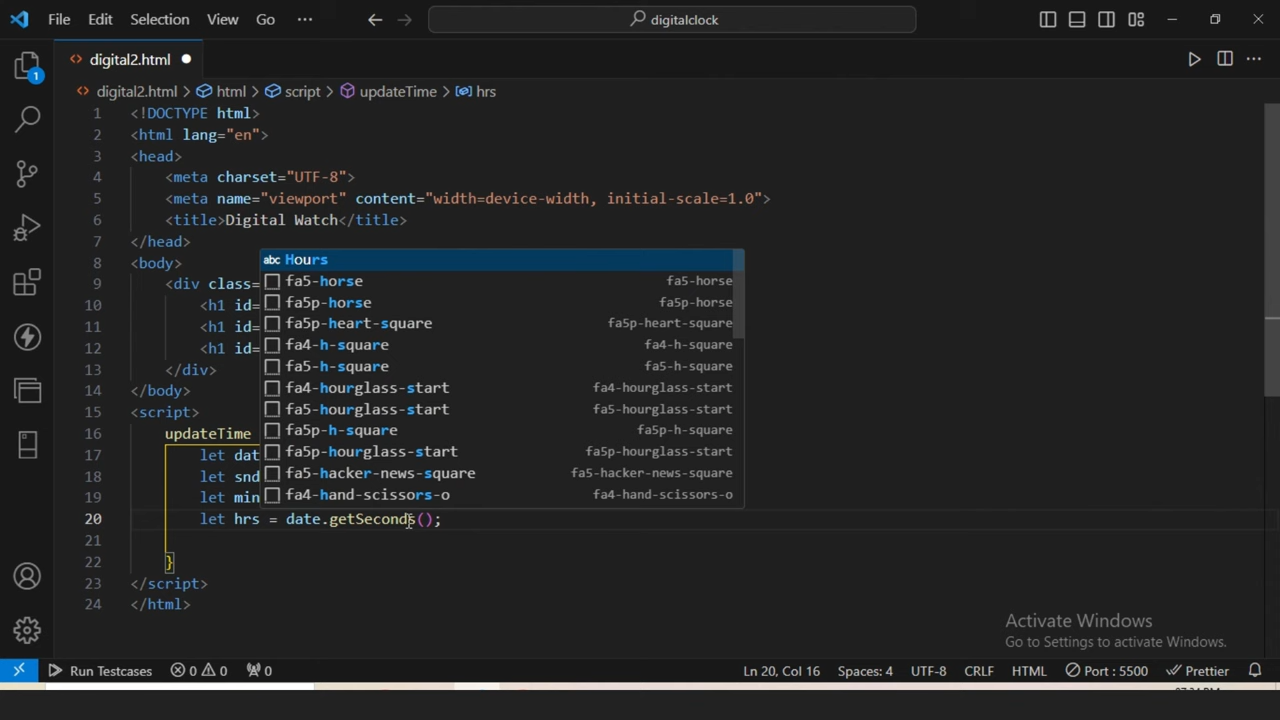 File Edit Selection View Go ··· digitalclock
digital2.html
digital2.html > html > script > updateTime > hrs
1 <!DOCTYPE html>
2 <html lang="en">
3 <head>
4 <meta charset="UTF-8">
5 <meta name="viewport" content="width=device-width, initial-scale=1.0">
6 <title>Digital Watch</title>
7 </head>
8 <body>
Hours
9 <div class=
fa5-horse fa5-horse
10 <h1 id=
fa5p-horse fa5p-horse
11 <h1 id=
fa5p-heart-square fa5p-heart-square
12 <h1 id=
fa4-h-square fa4-h-square
13 </div>
fa5-h-square fa5-h-square
14 </body>
fa4-hourglass-start fa4-hourglass-start
15 <script>
fa5-hourglass-start fa5-hourglass-start
16 updateTime
fa5p-h-square fa5p-h-square
17 let dat
fa5p-hourglass-start fa5p-hourglass-start
18 let snd
fa5-hacker-news-square fa5-hacker-news-square
19 let min
fa4-hand-scissors-o fa4-hand-scissors-o
20 let hrs = date.getSeconds();
21
22 }
23 </script>
24 </html>
Activate Windows
Go to Settings to activate Windows.
1
Run Testcases 0 0 0 Ln 20, Col 16 Spaces: 4 UTF-8 CRLF HTML Port : 5500 Prettier